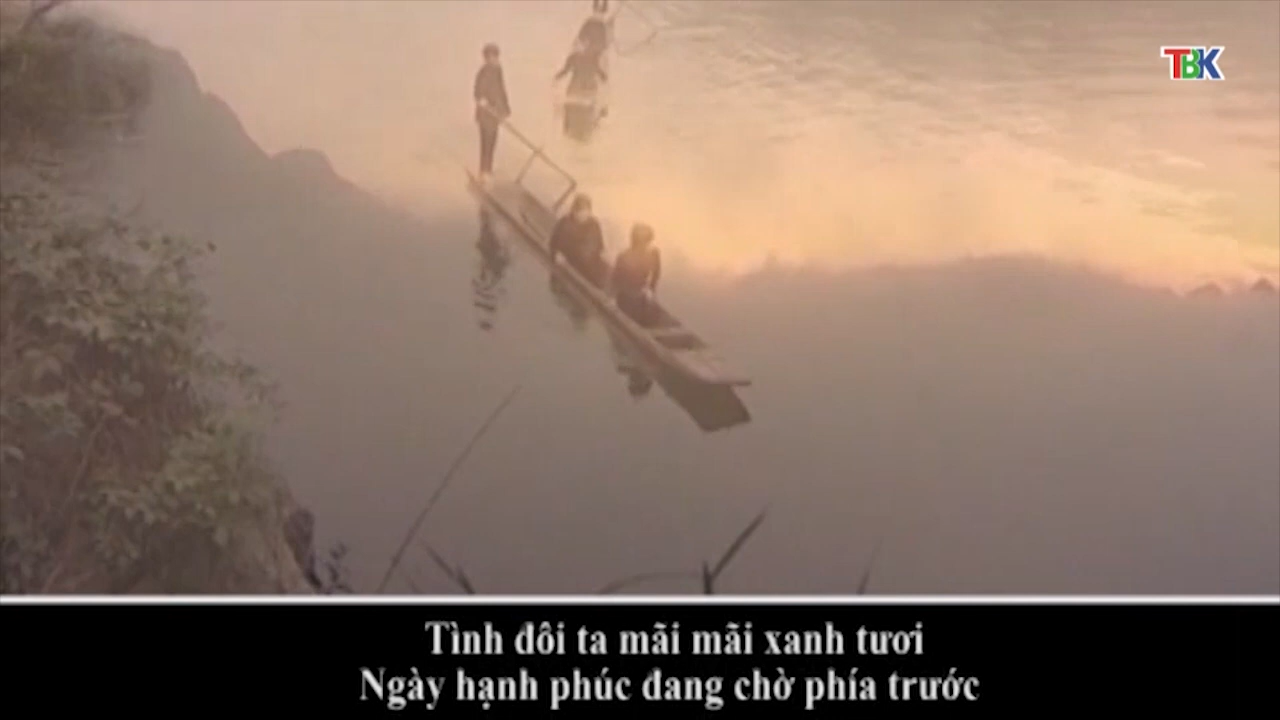 TBK
Tình đôi ta mãi mãi xanh tươi
Ngày hạnh phúc đang chờ phía trước